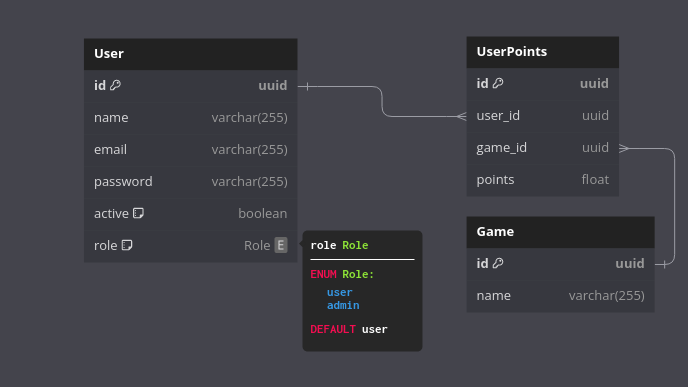 User
id uuid
name varchar(255)
email varchar(255)
password varchar(255)
active boolean
role Role E
role Role
ENUM Role:
user
admin
DEFAULT user
UserPoints
id uuid
user_id uuid
game_id uuid
points float
Game
id uuid
name varchar(255)